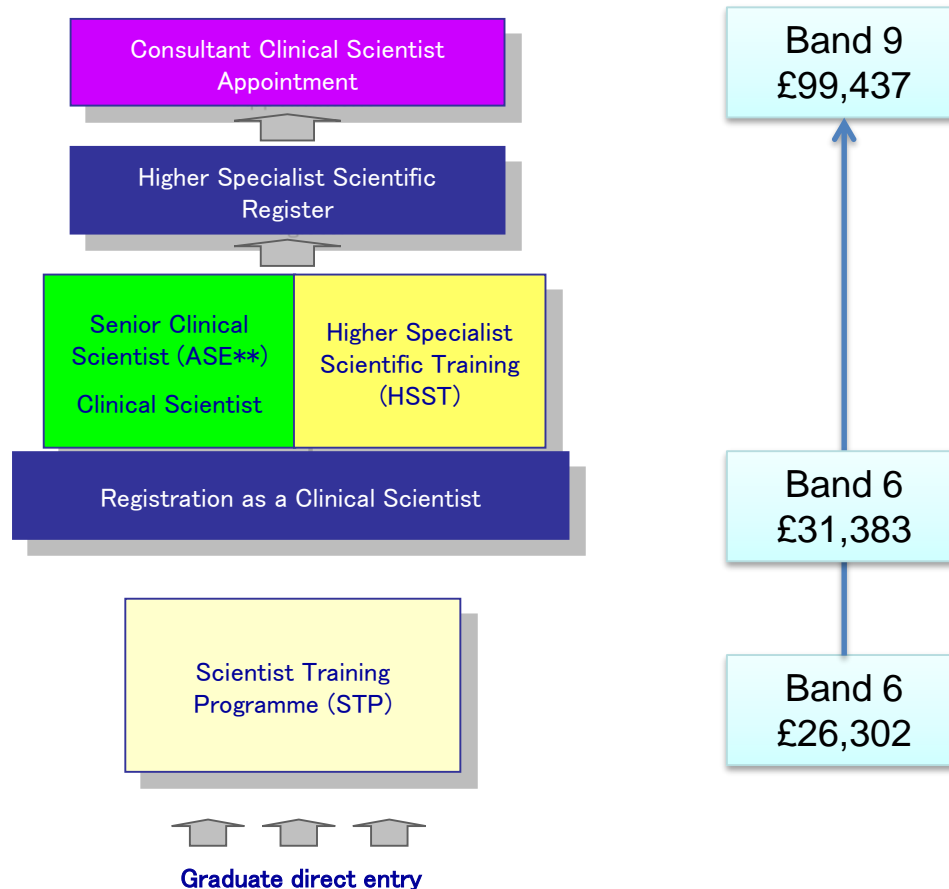 Consultant Clinical Scientist
Appointment
Band 9
£99,437
Higher Specialist Scientific
Register
Senior Clinical
Scientist (ASE**)
Clinical Scientist
Higher Specialist
Scientific Training
(HSST)
Registration as a Clinical Scientist
Band 6
£31,383
Scientist Training
Programme (STP)
Band 6
£26,302
Graduate direct entry